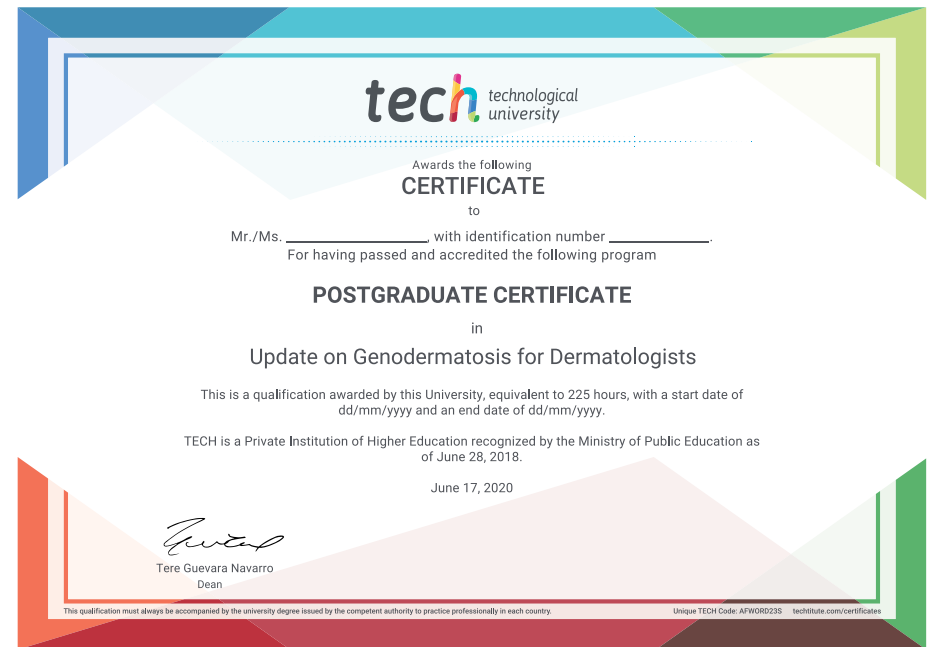 tech technological
university
Awards the following
CERTIFICATE
to
Mr./Ms. ____________, with identification number ____________.
For having passed and accredited the following program
POSTGRADUATE CERTIFICATE
in
Update on Genodermatosis for Dermatologists
This is a qualification awarded by this University, equivalent to 225 hours, with a start date of
dd/mm/yyyy and an end date of dd/mm/yyyy.
TECH is a Private Institution of Higher Education recognized by the Ministry of Public Education as
of June 28, 2018.
June 17, 2020
Tere Guevara Navarro
Dean
This qualification must always be accompanied by the university degree issued by the competent authority to practice professionally in each country.
Unique TECH Code: AFWORD23S techtitute.com/certificates